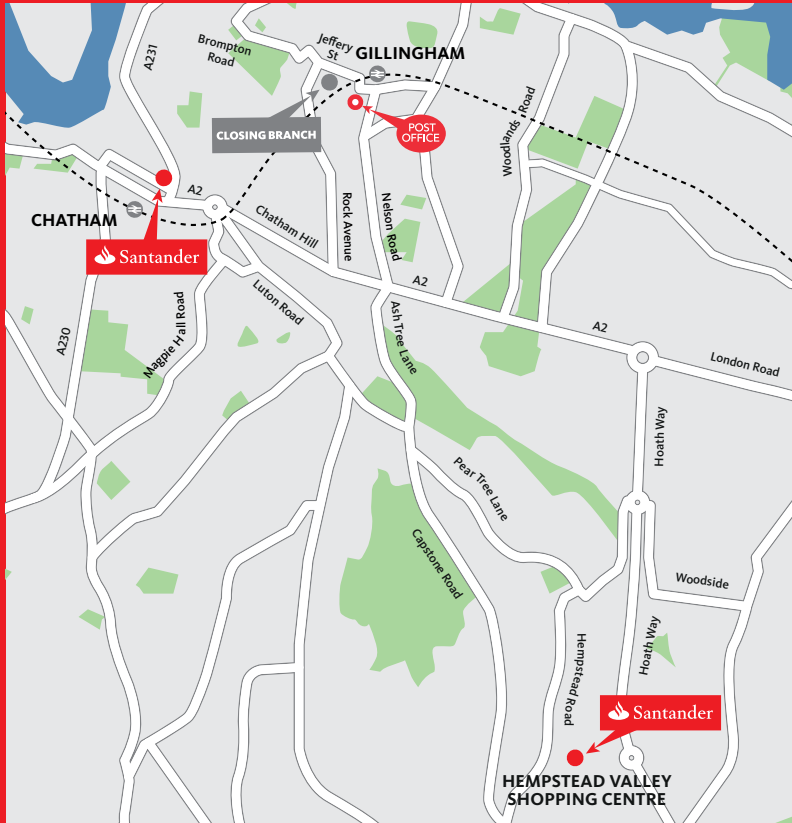 A231
Brompton
Road
Jeffery
St
GILLINGHAM
CLOSING BRANCH
POST
OFFICE
Woodlands Road
A2
CHATHAM
Chatham Hill
Rock Avenue
Nelson Road
Santander
A2
Luton Road
Magpie Hall Road
A230
Ash Tree Lane
A2
London Road
Hoath Way
Pear Tree Lane
Capstone Road
Woodside
Hempstead Road
Hoath Way
Santander
HEMPSTEAD VALLEY
SHOPPING CENTRE